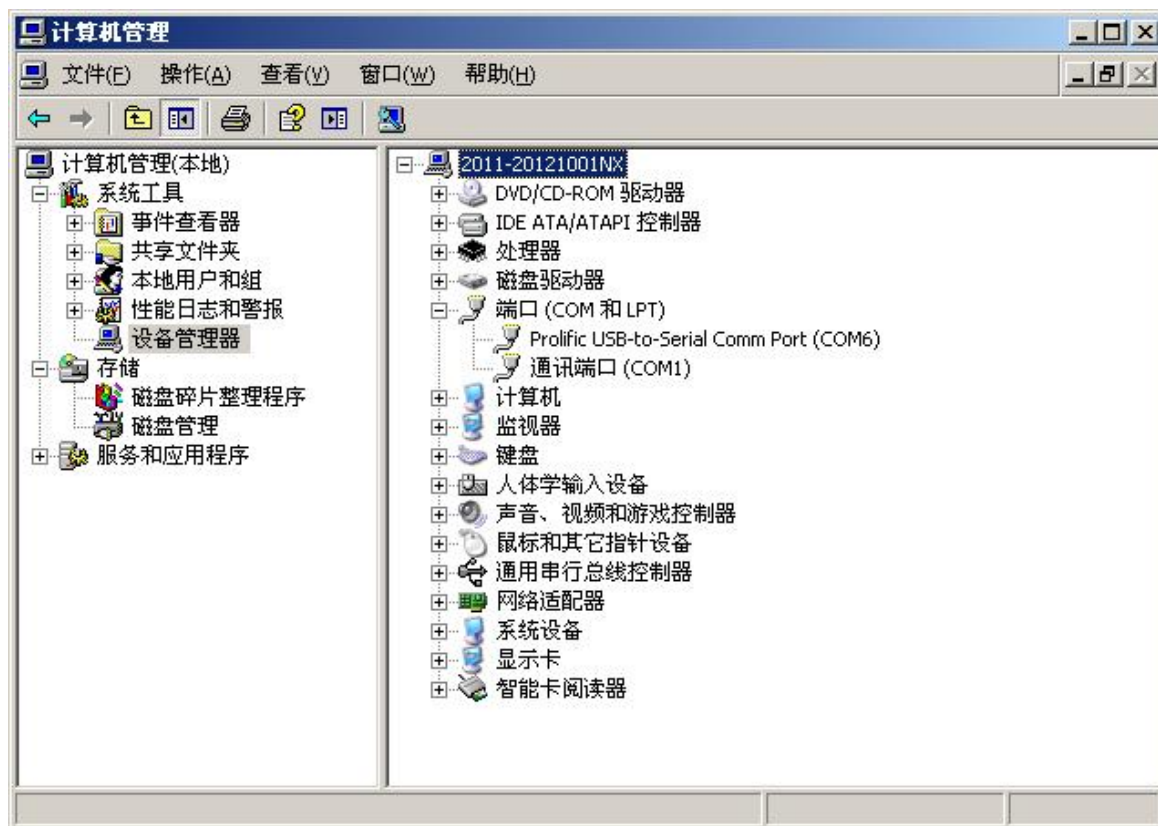 计算机管理
文件(F) 操作(A) 查看(V) 窗口(W) 帮助(H)
计算机管理(本地)
系统工具
事件查看器
共享文件夹
本地用户和组
性能日志和警报
设备管理器
存储
磁盘碎片整理程序
磁盘管理
服务和应用程序
2011-20121001NX
DVD/CD-ROM 驱动器
IDE ATA/ATAPI 控制器
处理器
磁盘驱动器
端口 (COM 和 LPT)
Prolific USB-to-Serial Comm Port (COM6)
通讯端口 (COM1)
计算机
监视器
键盘
人体学输入设备
声音、视频和游戏控制器
鼠标和其它指针设备
通用串行总线控制器
网络适配器
系统设备
显示卡
智能卡阅读器